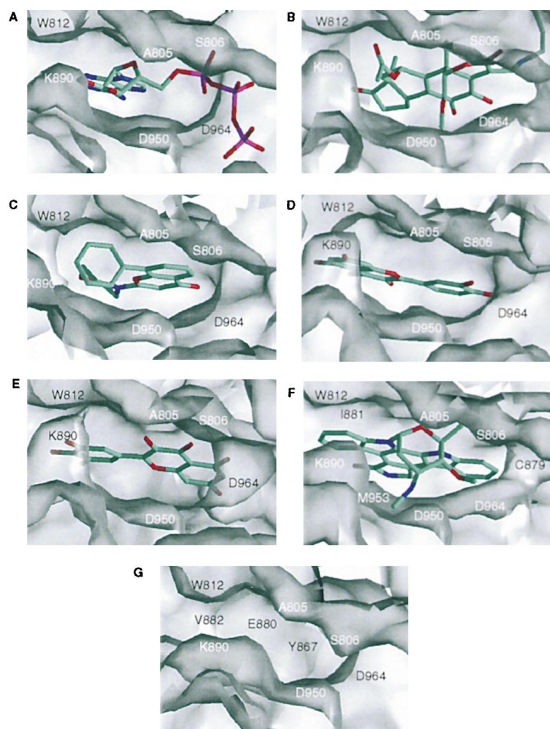 A
W812
A805
S806
K890
D950
D964
B
W812
A805
S806
K890
D950
D964
C
W812
A805
S806
K890
D950
D964
D
W812
A805
S806
K890
D950
D964
E
W812
A805
S806
K890
D950
D964
F
W812
I881
A805
S806
K890
C879
M953
D950
D964
G
W812
A805
V882
E880
S806
K890
Y867
D964
D950